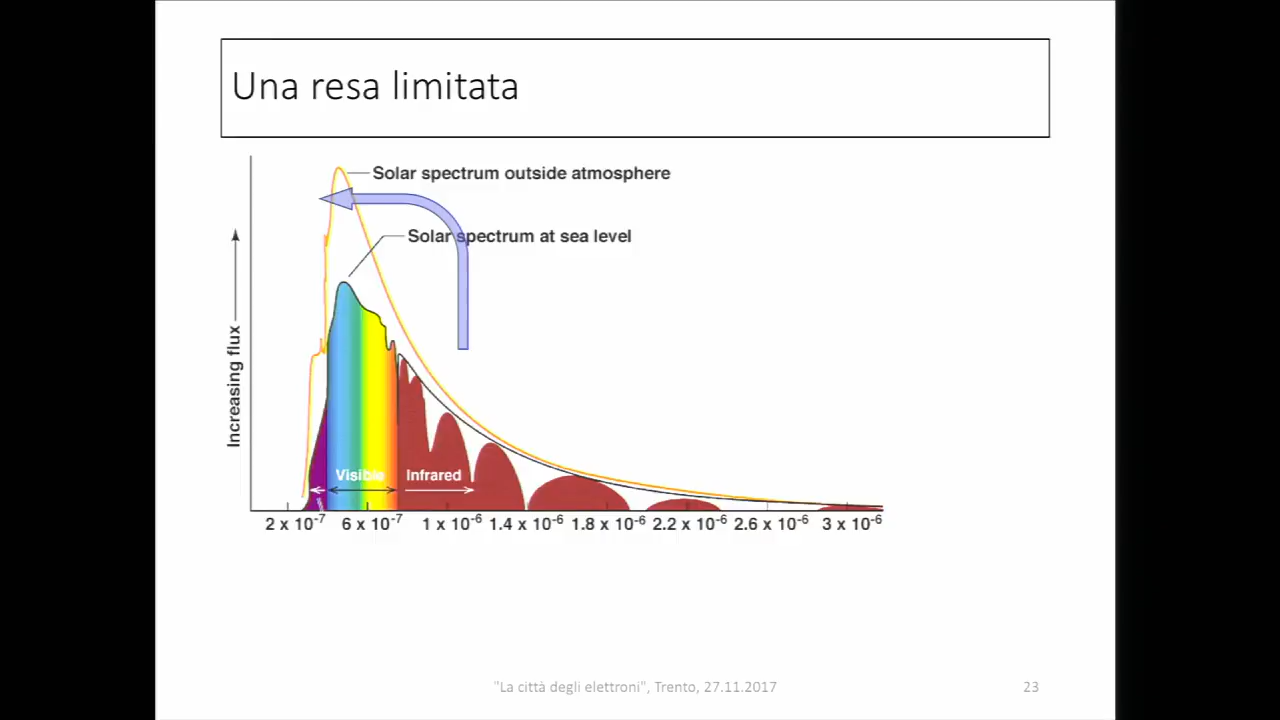 Una resa limitata
Solar spectrum outside atmosphere
Solar spectrum at sea level
Increasing flux
Visible
Infrared
2 x 10-7 6 x 10-7 1 x 10-6 1.4 x 10-6 1.8 x 10-6 2.2 x 10-6 2.6 x 10-6 3 x 10-6
"La città degli elettroni", Trento, 27.11.2017
23